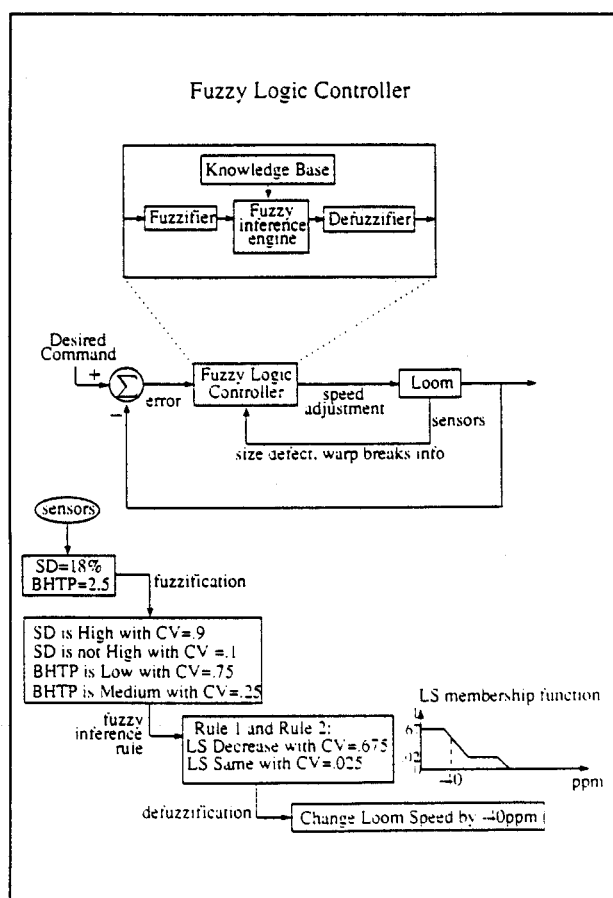 Fuzzy Logic Controller
Knowledge Base
Fuzzifier
Fuzzy
inference
engine
Defuzzifier
Desired
Command
+
Σ
−
error
Fuzzy Logic
Controller
speed
adjustment
Loom
sensors
size defect, warp breaks info
sensors
SD=18%
BHTP=2.5
fuzzification
SD is High with CV=.9
SD is not High with CV =.1
BHTP is Low with CV=.75
BHTP is Medium with CV=.25
fuzzy
inference
rule
Rule 1 and Rule 2:
LS Decrease with CV=.675
LS Same with CV=.025
LS membership function
1
.67
.02
-40
ppm
defuzzification
Change Loom Speed by -40ppm